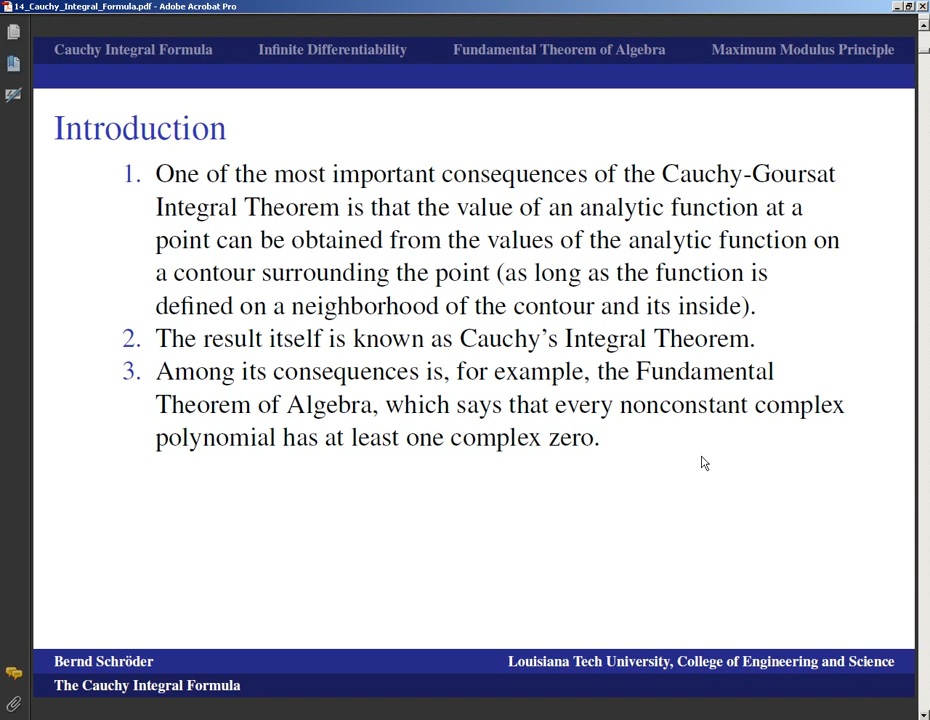 14_Cauchy_Integral_Formula.pdf - Adobe Acrobat Pro
Cauchy Integral Formula Infinite Differentiability Fundamental Theorem of Algebra Maximum Modulus Principle
Introduction
1. One of the most important consequences of the Cauchy-Goursat
Integral Theorem is that the value of an analytic function at a
point can be obtained from the values of the analytic function on
a contour surrounding the point (as long as the function is
defined on a neighborhood of the contour and its inside).
2. The result itself is known as Cauchy's Integral Theorem.
3. Among its consequences is, for example, the Fundamental
Theorem of Algebra, which says that every nonconstant complex
polynomial has at least one complex zero.
Bernd Schröder Louisiana Tech University, College of Engineering and Science
The Cauchy Integral Formula